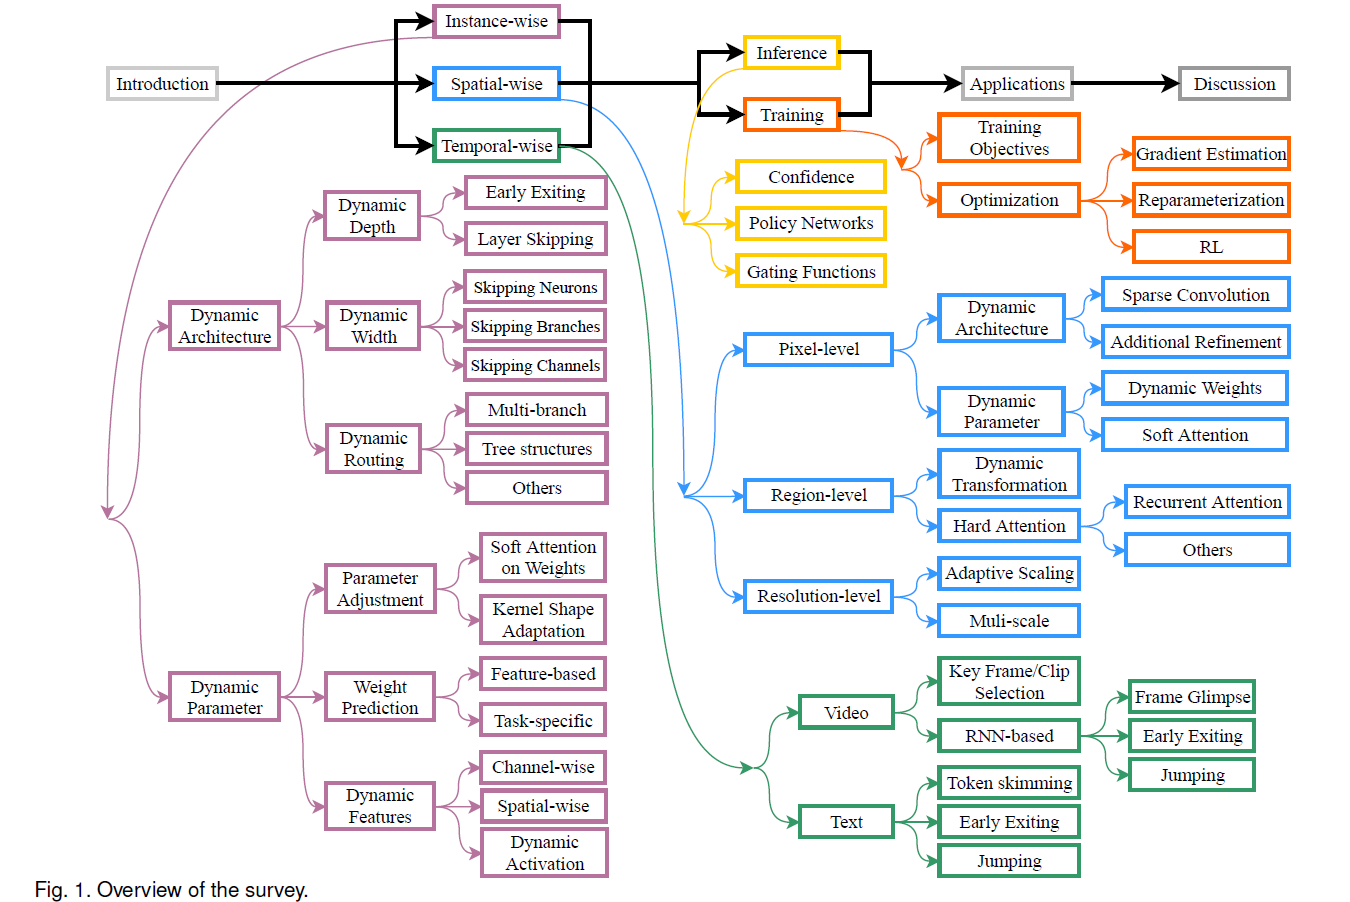 Introduction
Instance-wise
Spatial-wise
Temporal-wise
Inference
Training
Applications
Discussion
Dynamic
Architecture
Dynamic
Depth
Early Exiting
Layer Skipping
Dynamic
Width
Skipping Neurons
Skipping Branches
Skipping Channels
Dynamic
Routing
Multi-branch
Tree structures
Others
Dynamic
Parameter
Parameter
Adjustment
Soft Attention
on Weights
Kernel Shape
Adaptation
Weight
Prediction
Feature-based
Task-specific
Dynamic
Features
Channel-wise
Spatial-wise
Dynamic
Activation
Confidence
Policy Networks
Gating Functions
Training
Objectives
Optimization
Gradient Estimation
Reparameterization
RL
Pixel-level
Dynamic
Architecture
Sparse Convolution
Additional Refinement
Dynamic
Parameter
Dynamic Weights
Soft Attention
Region-level
Dynamic
Transformation
Hard Attention
Recurrent Attention
Others
Resolution-level
Adaptive Scaling
Muli-scale
Video
Key Frame/Clip
Selection
RNN-based
Frame Glimpse
Early Exiting
Jumping
Text
Token skimming
Early Exiting
Jumping
Fig. 1. Overview of the survey.